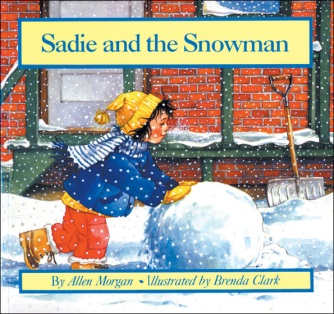 Sadie and the Snowman
By Allen Morgan • Illustrated by Brenda Clark